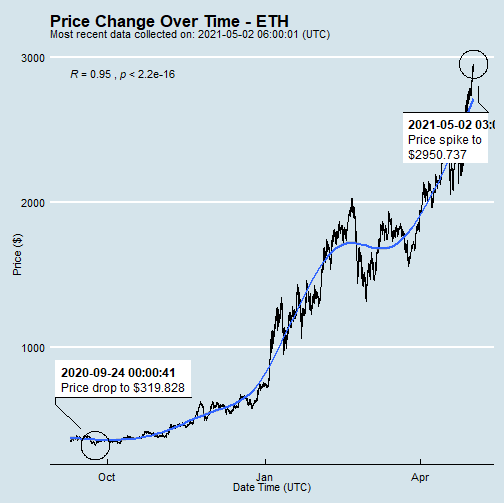 Price Change Over Time - ETH
Most recent data collected on: 2021-05-02 06:00:01 (UTC)
3000
R = 0.95 , p < 2.2e-16
2021-05-02 03:0
Price spike to
$2950.737
2000
Price ($)
1000
2020-09-24 00:00:41
Price drop to $319.828
Oct
Jan
Apr
Date Time (UTC)